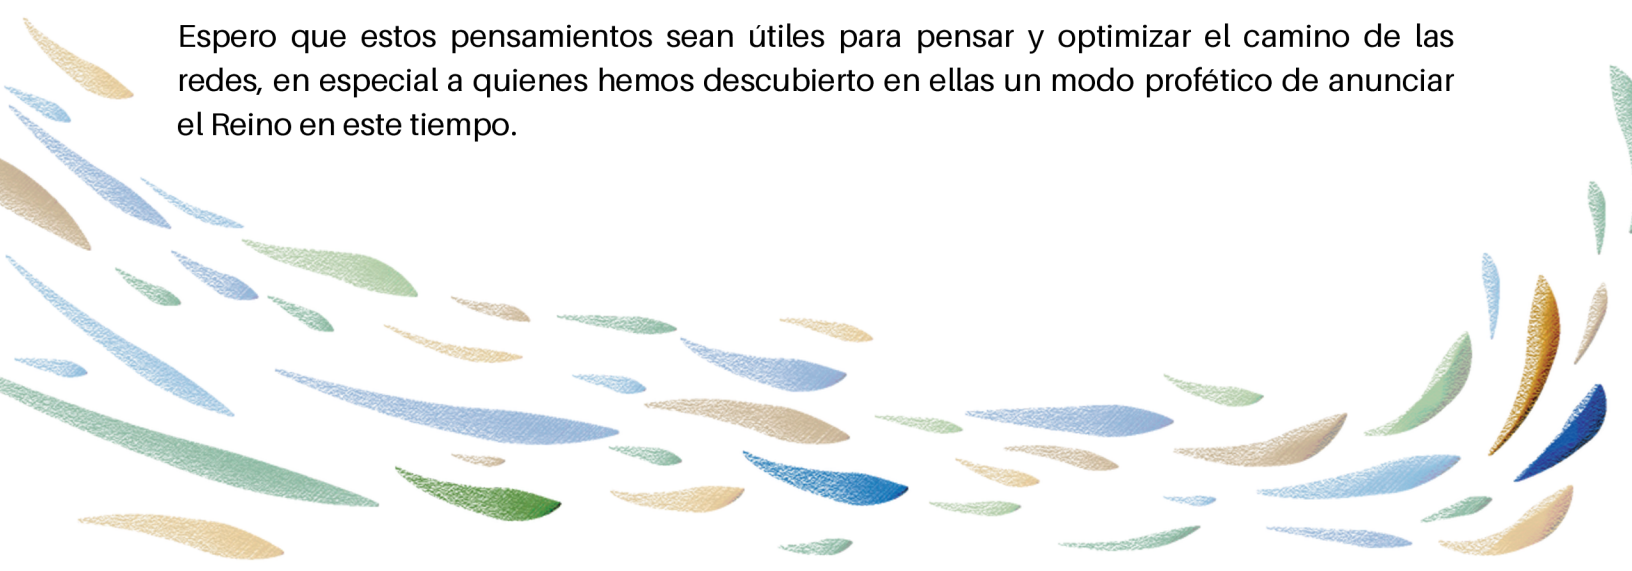 Espero que estos pensamientos sean útiles para pensar y optimizar el camino de las
redes, en especial a quienes hemos descubierto en ellas un modo profético de anunciar
el Reino en este tiempo.